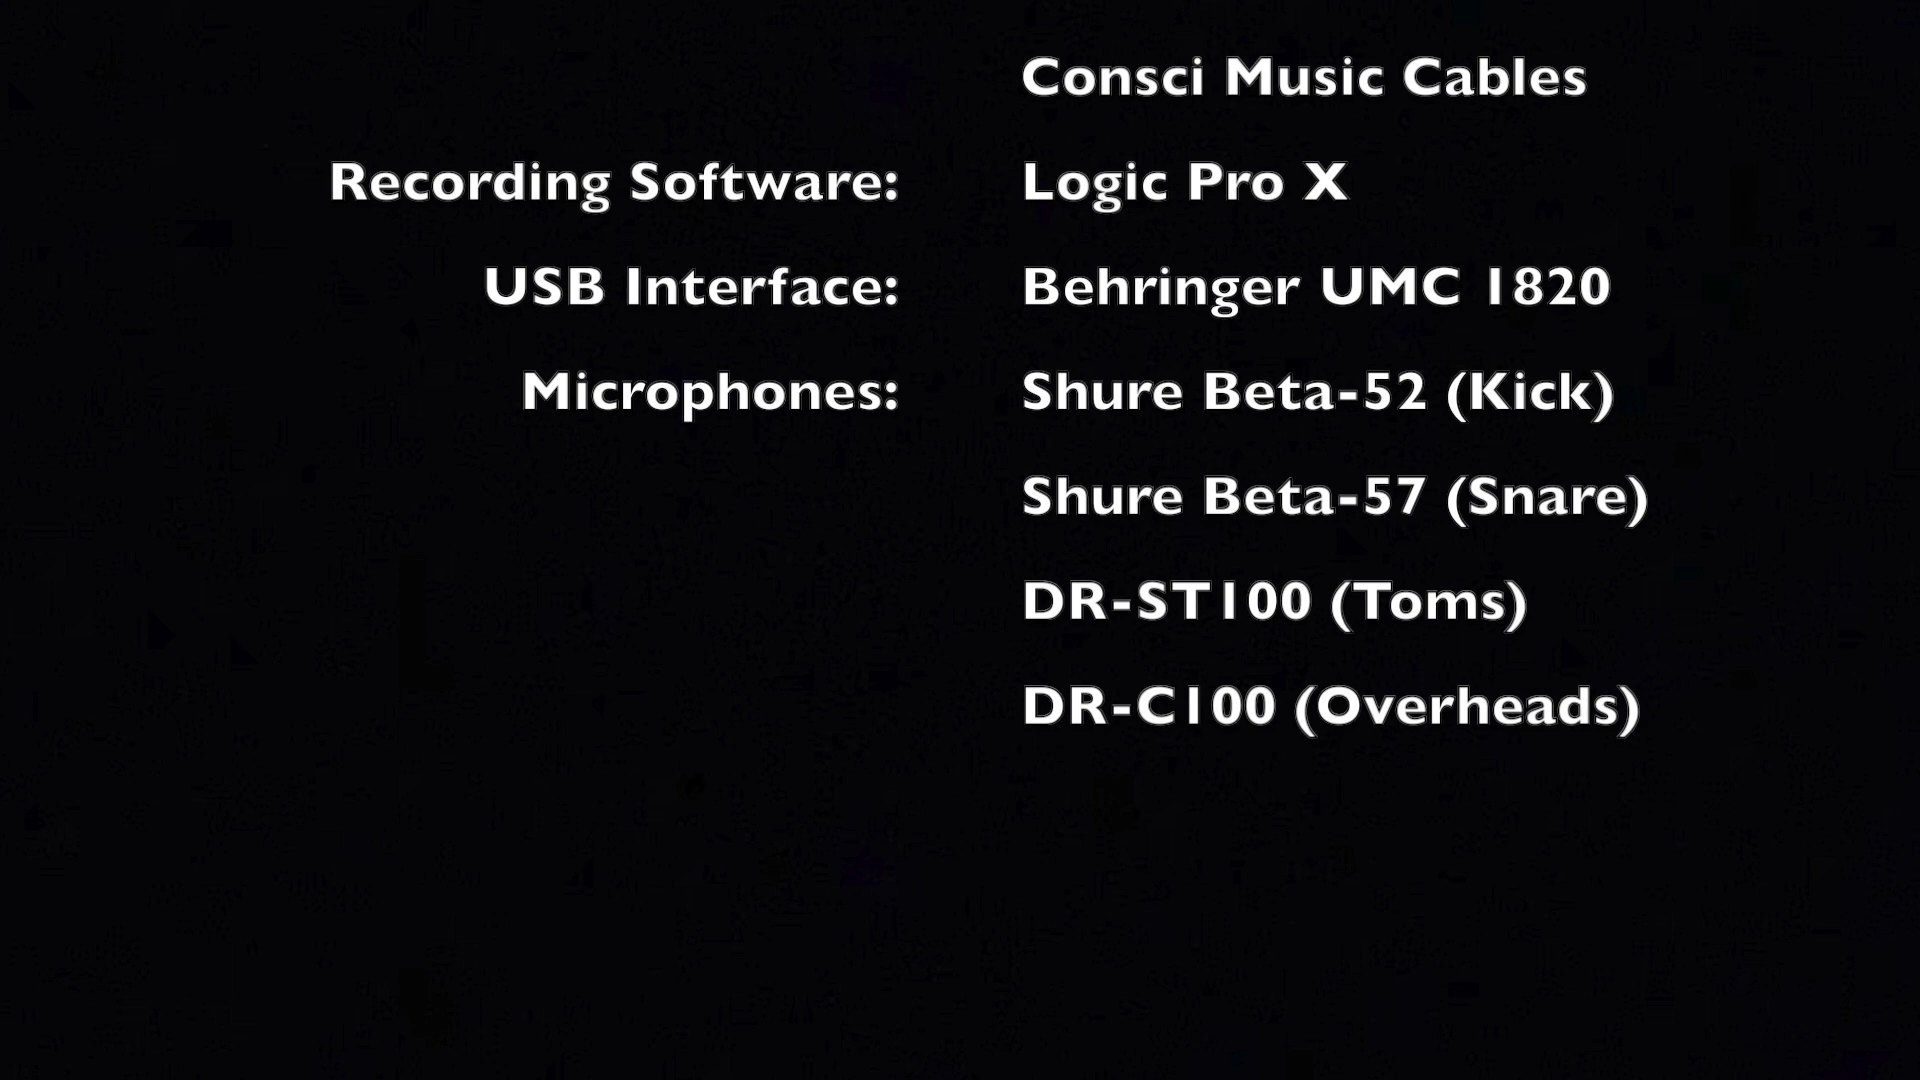 Consci Music Cables
Recording Software: Logic Pro X
USB Interface: Behringer UMC 1820
Microphones: Shure Beta-52 (Kick)
Shure Beta-57 (Snare)
DR-ST100 (Toms)
DR-C100 (Overheads)